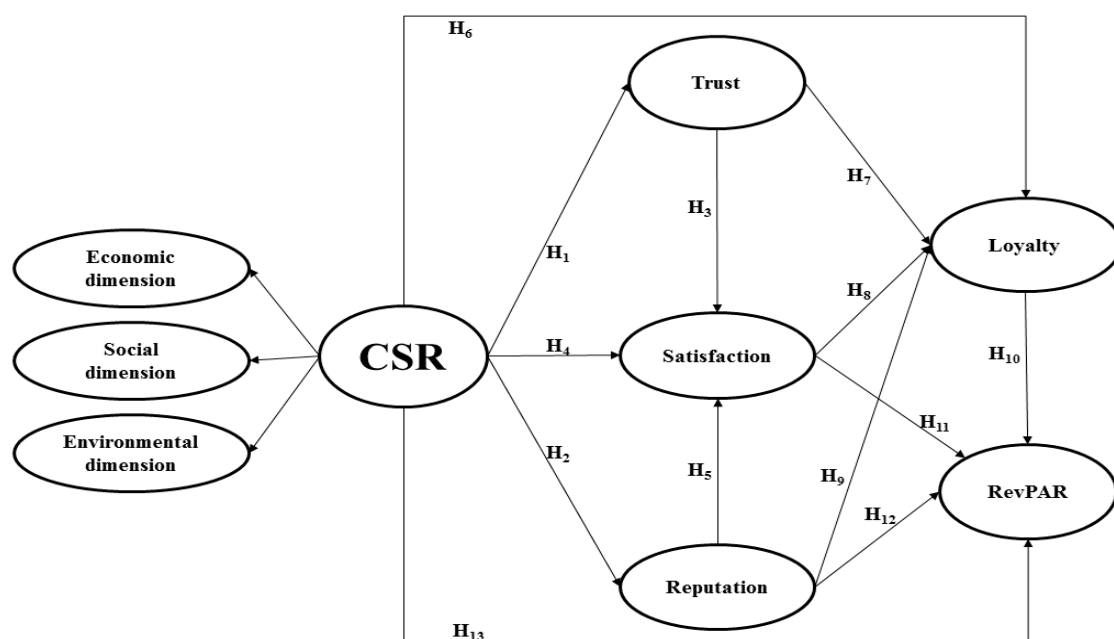 H₆
Trust
H₇
H₃
Economic
dimension
H₁
Loyalty
Social
dimension
CSR
H₄
Satisfaction
H₈
H₁₀
Environmental
dimension
H₂
H₅
H₉
H₁₁
H₁₂
RevPAR
Reputation
H₁₃